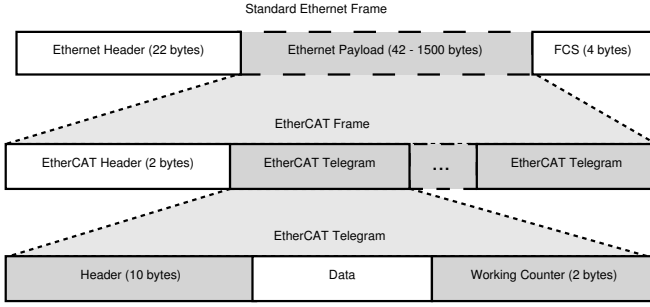 Standard Ethernet Frame
Ethernet Header (22 bytes) Ethernet Payload (42 - 1500 bytes) FCS (4 bytes)
EtherCAT Frame
EtherCAT Header (2 bytes) EtherCAT Telegram ... EtherCAT Telegram
EtherCAT Telegram
Header (10 bytes) Data Working Counter (2 bytes)